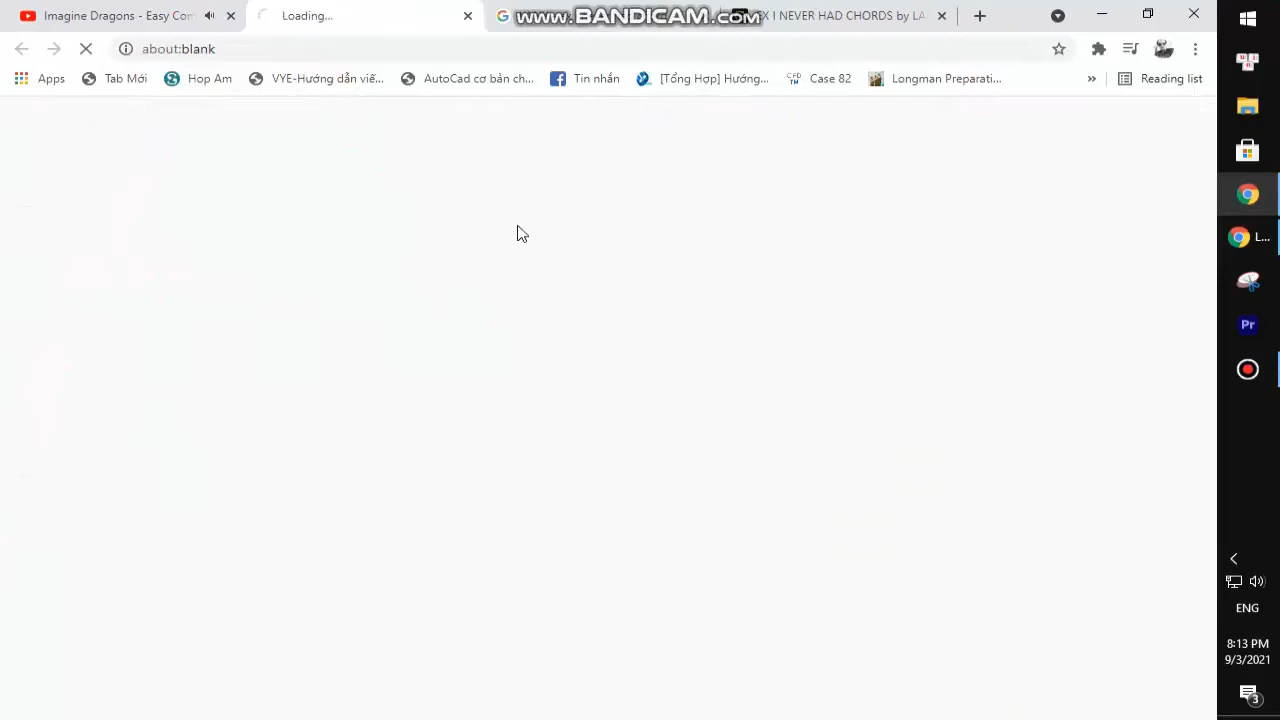 Imagine Dragons - Easy Com
Loading...
www.BANDICAM.com
EX I NEVER HAD CHORDS by LA
about:blank
Apps
Tab Mới
Hop Am
VYE-Hướng dẫn viế...
AutoCad cơ bản ch...
Tin nhắn
[Tổng Hợp] Hướng...
Case 82
Longman Preparati...
»
Reading list
L...
Pr
ENG
8:13 PM
9/3/2021
3